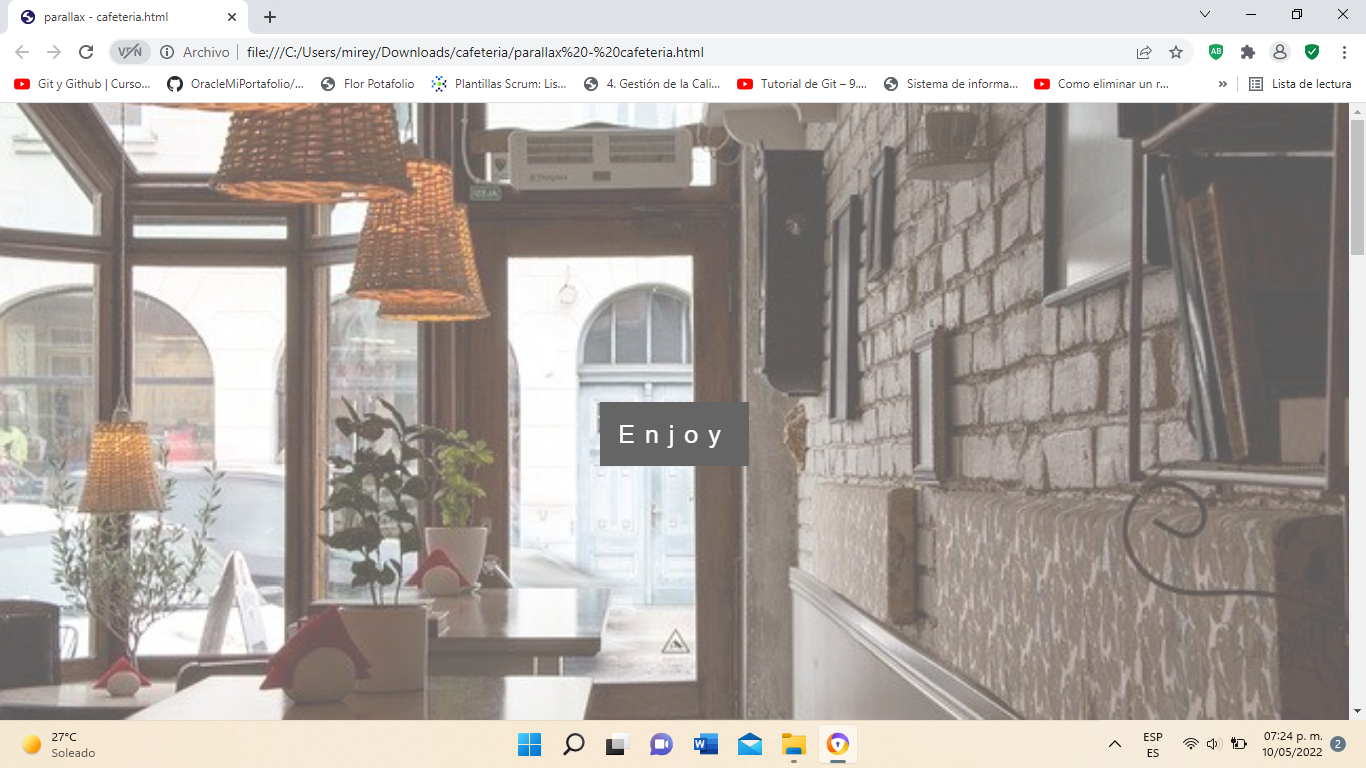 parallax - cafeteria.html
VPN
Archivo
file:///C:/Users/mirey/Downloads/cafeteria/parallax%20-%20cafeteria.html
AB
Git y Github | Curso...
OracleMiPortafolio/...
Flor Potafolio
Plantillas Scrum: Lis...
4. Gestión de la Cali...
Tutorial de Git – 9....
Sistema de informa...
Como eliminar un r...
»
Lista de lectura
Enjoy
27°C
Soleado
ESP
ES
07:24 p. m.
10/05/2022
2